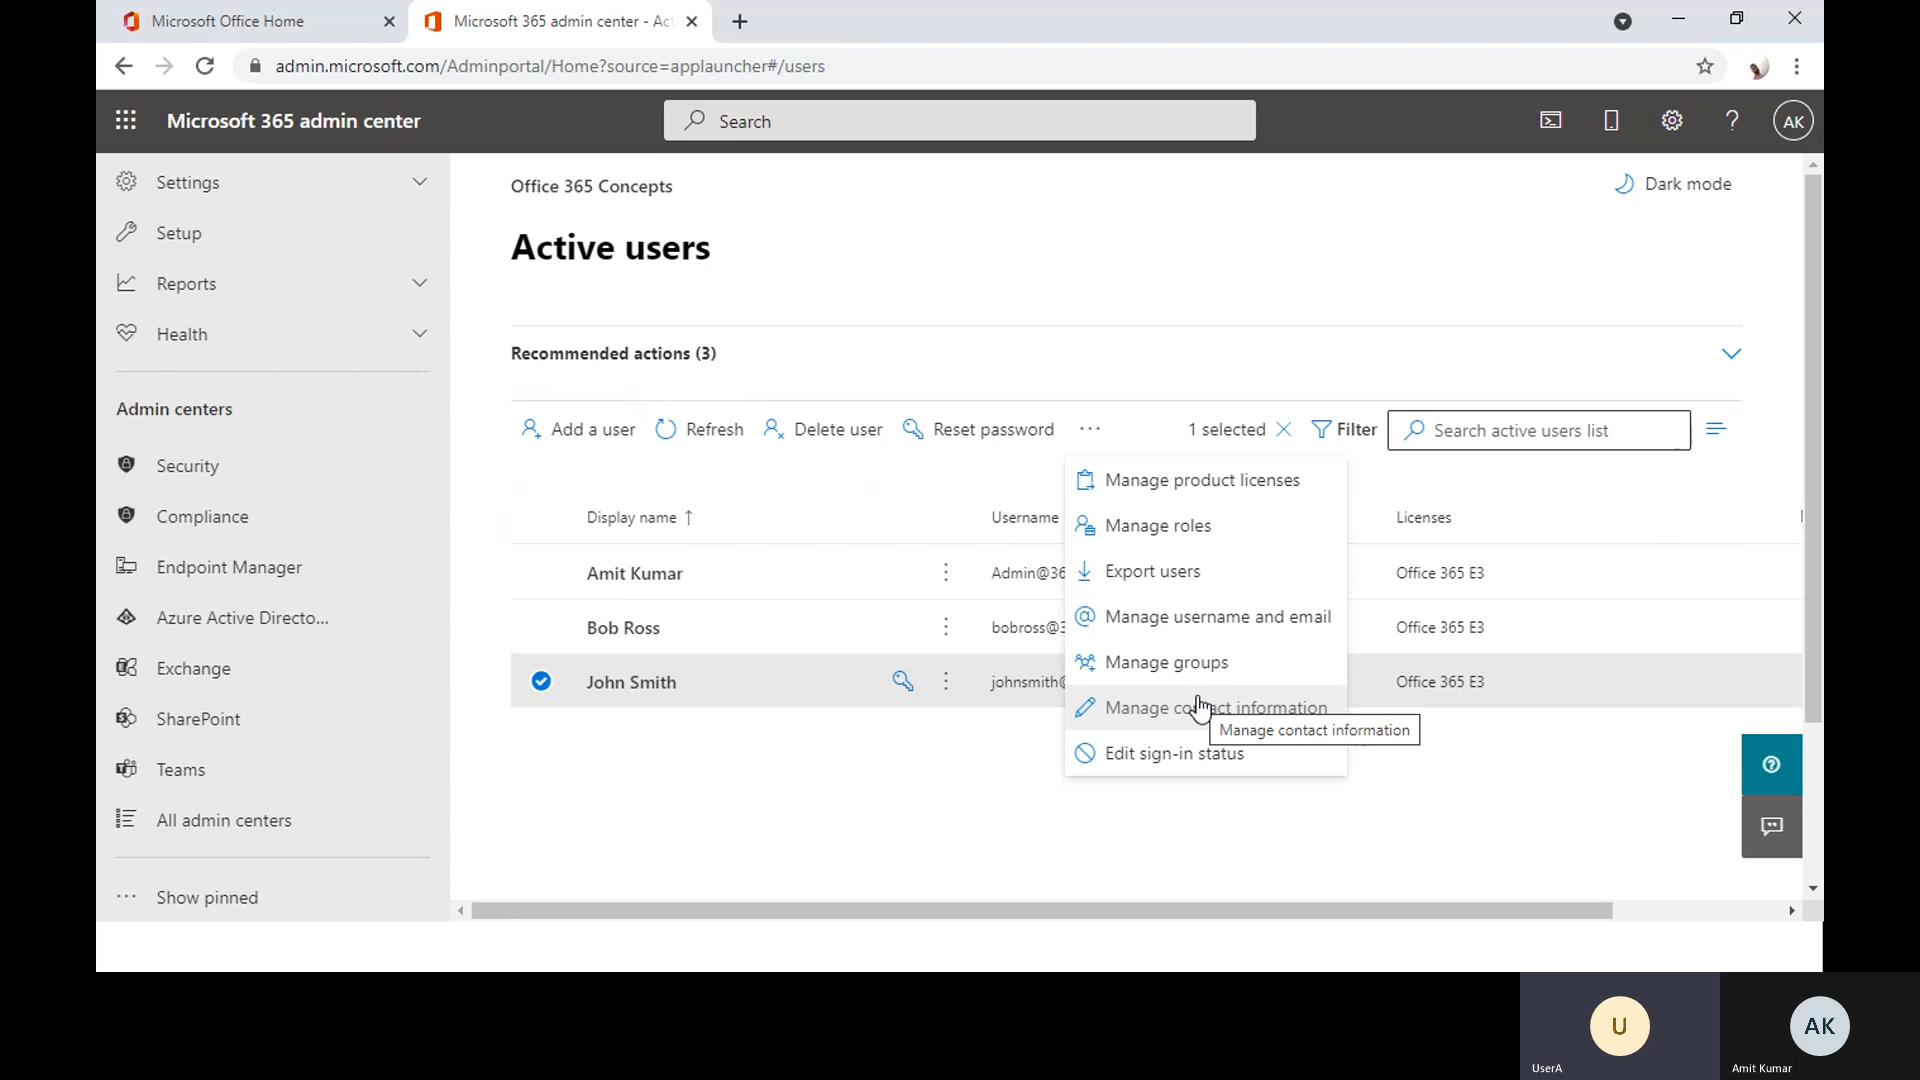 Microsoft Office Home
Microsoft 365 admin center - Act
admin.microsoft.com/Adminportal/Home?source=applauncher#/users
Microsoft 365 admin center
Search
AK
Settings
Setup
Reports
Health
Admin centers
Security
Compliance
Endpoint Manager
Azure Active Directo...
Exchange
SharePoint
Teams
All admin centers
Show pinned
Office 365 Concepts
Dark mode
Active users
Recommended actions (3)
Add a user
Refresh
Delete user
Reset password
1 selected
Filter
Search active users list
Display name ↑
Username
Licenses
Amit Kumar
Admin@36
Office 365 E3
Bob Ross
bobross@3
Office 365 E3
John Smith
johnsmith@
Office 365 E3
Manage product licenses
Manage roles
Export users
Manage username and email
Manage groups
Manage contact information
Manage contact information
Edit sign-in status
U
UserA
AK
Amit Kumar